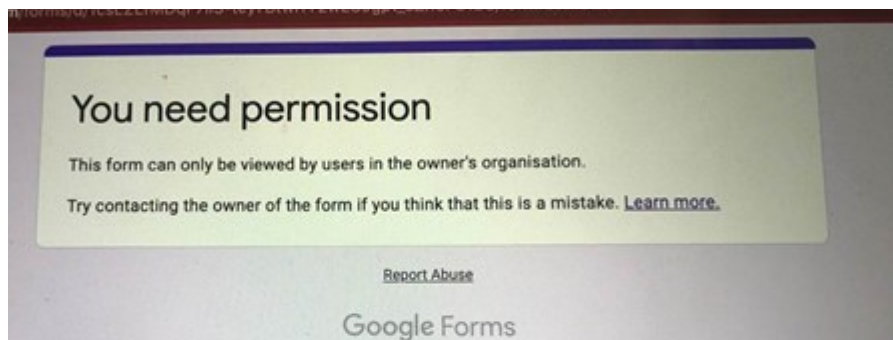 You need permission
This form can only be viewed by users in the owner's organisation.
Try contacting the owner of the form if you think that this is a mistake. Learn more.
Report Abuse
Google Forms